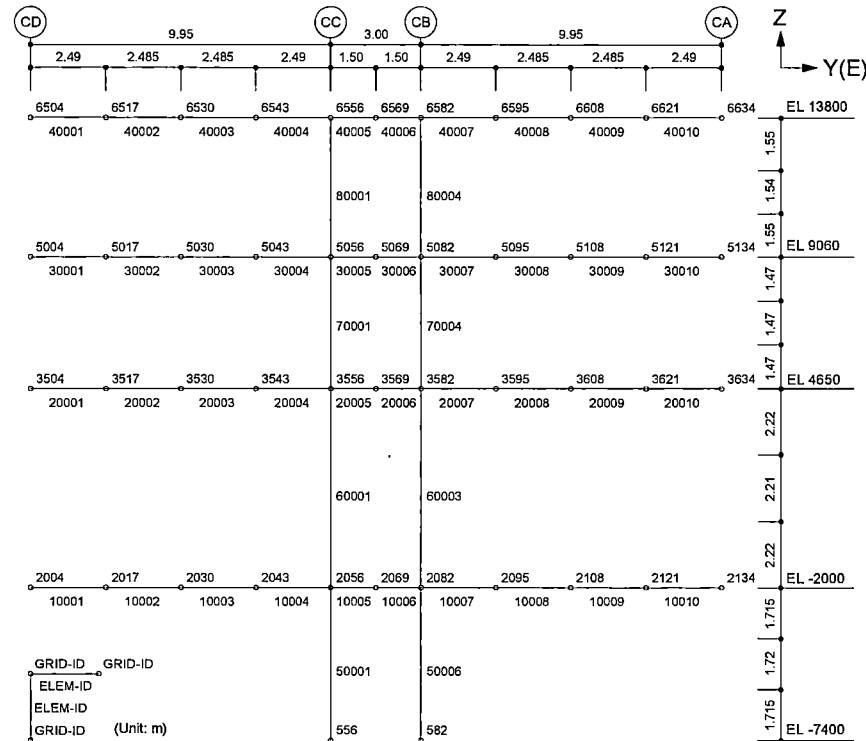 CD CC CB CA Z
9.95 3.00 9.95
2.49 2.485 2.485 2.49 1.50 1.50 2.49 2.485 2.485 2.49 Y(E)
6504 6517 6530 6543 6556 6569 6582 6595 6608 6621 6634 EL 13800
40001 40002 40003 40004 40005 40006 40007 40008 40009 40010
1.55
80001 80004 1.54
1.55
5004 5017 5030 5043 5056 5069 5082 5095 5108 5121 5134 EL 9060
30001 30002 30003 30004 30005 30006 30007 30008 30009 30010
1.47
70001 70004 1.47
1.47
3504 3517 3530 3543 3556 3569 3582 3595 3608 3621 3634 EL 4650
20001 20002 20003 20004 20005 20006 20007 20008 20009 20010
2.22
60001 60003 2.21
2.22
2004 2017 2030 2043 2056 2069 2082 2095 2108 2121 2134 EL -2000
10001 10002 10003 10004 10005 10006 10007 10008 10009 10010
1.715
GRID-ID GRID-ID 50001 50006 1.72
ELEM-ID
ELEM-ID
1.715
GRID-ID (Unit: m) 556 582 EL -7400